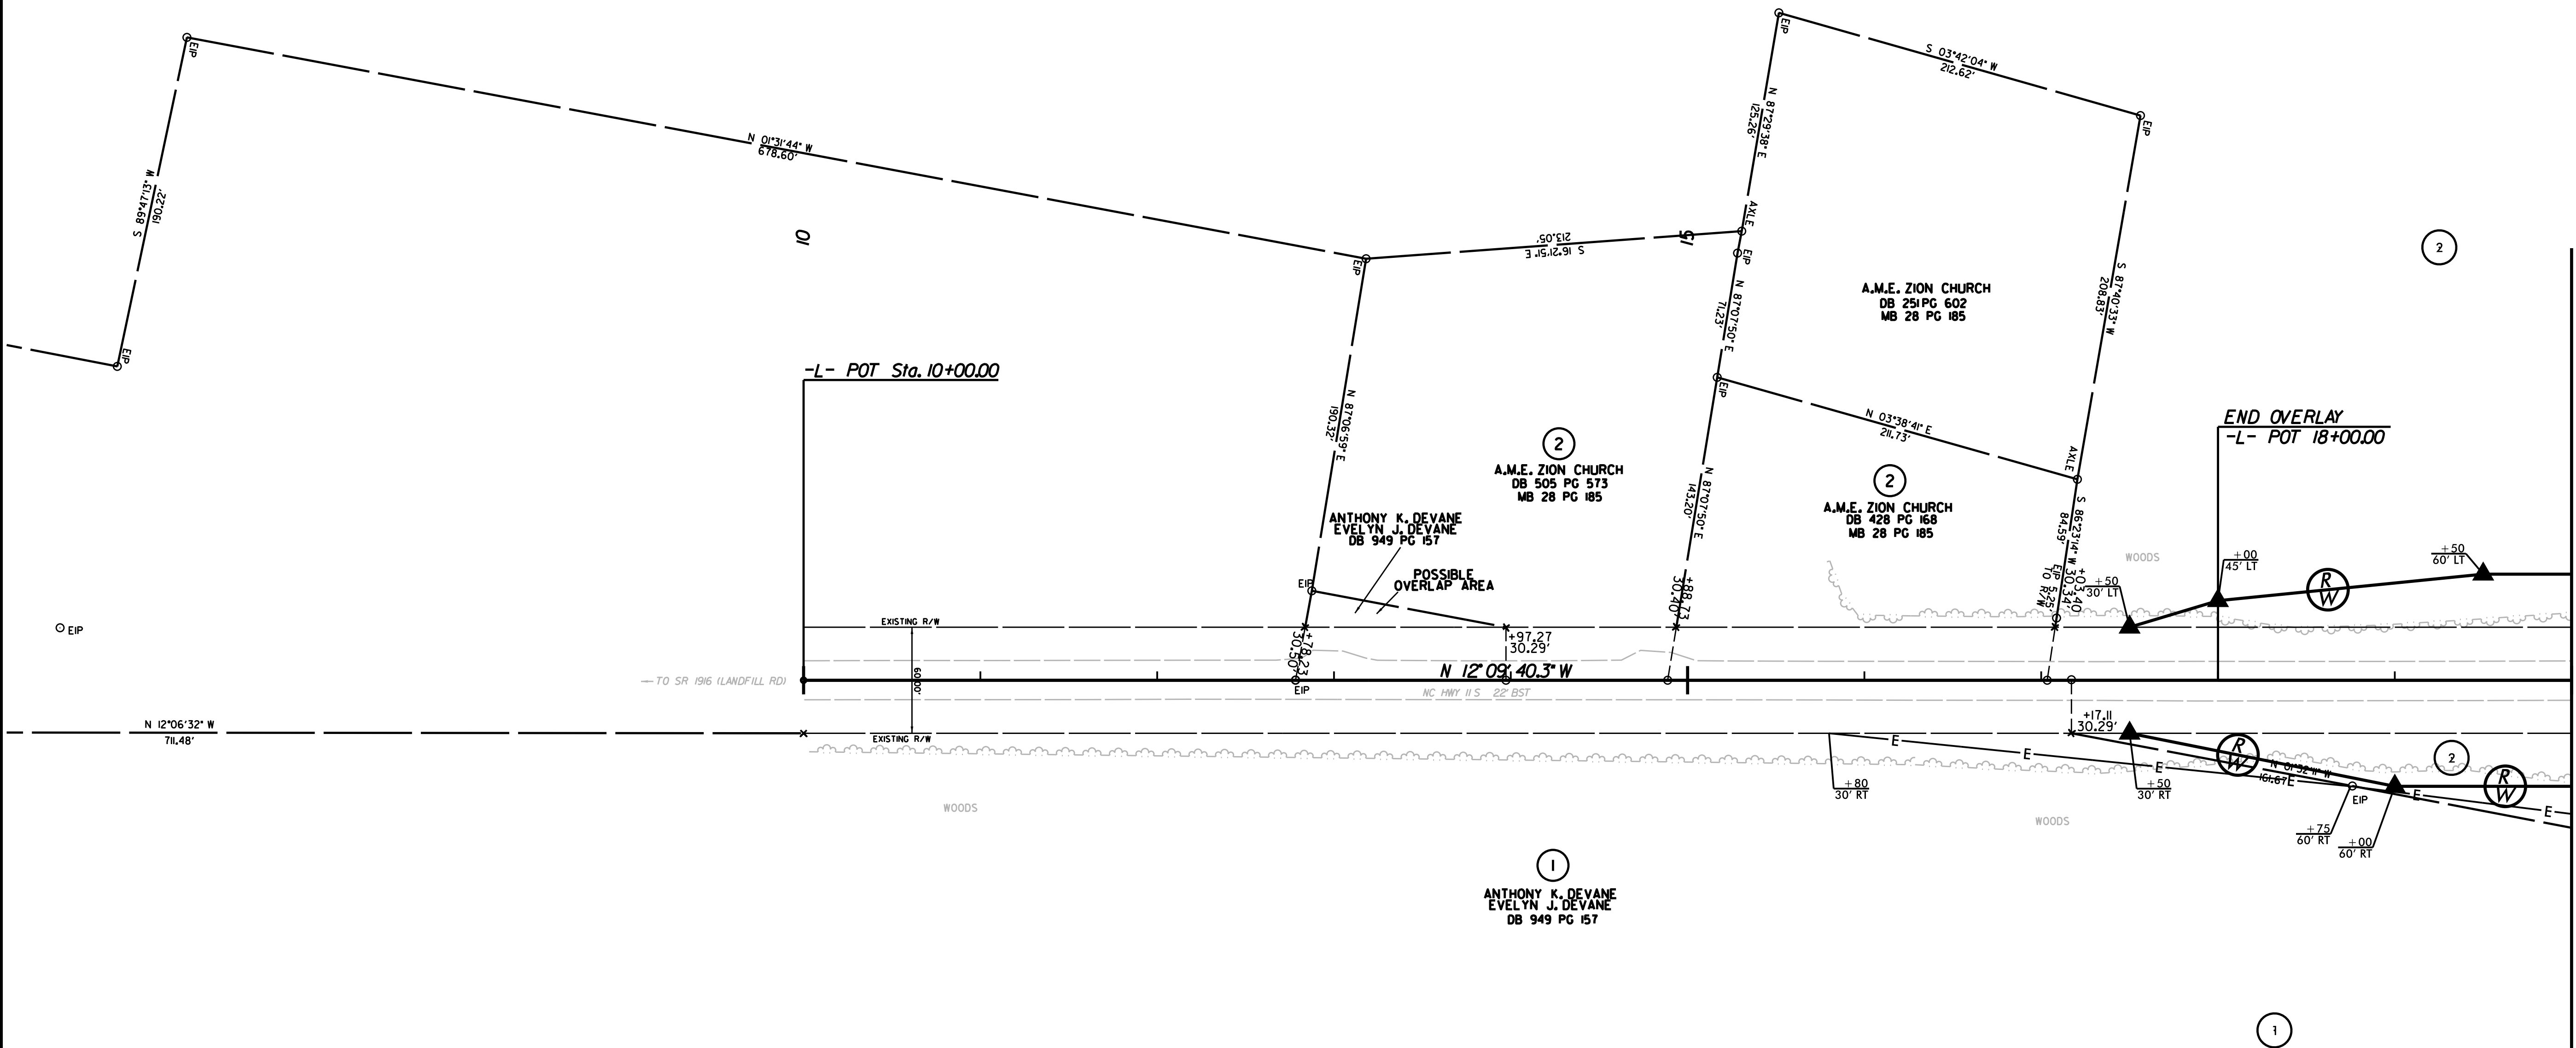 EIP
S 89°47'13" W
190.22'
EIP
N 01°31'44" W
678.60'
10
-L- POT Sta. 10+00.00
EIP
S 16°21'51" E
213.05'
15
EIP
S 03°42'04" W
212.62'
EIP
N 87°29'38" E
125.26'
AXLE
EIP
N 87°07'50" E
71.23'
EIP
A.M.E. ZION CHURCH
DB 251 PG 602
MB 28 PG 185
S 87°40'33" W
208.83'
2
N 87°06'59" E
190.32'
2
A.M.E. ZION CHURCH
DB 505 PG 573
MB 28 PG 185
N 03°38'41" E
211.73'
AXLE
2
A.M.E. ZION CHURCH
DB 428 PG 168
MB 28 PG 185
N 87°07'50" E
143.20'
END OVERLAY
-L- POT 18+00.00
ANTHONY K. DEVANE
EVELYN J. DEVANE
DB 949 PG 157
POSSIBLE
OVERLAP AREA
EIP
S 86°23'14" W
84.59'
EIP 5.25'
TO R/W
+03.40
30.34'
WOODS
+50
30' LT
+00
45' LT
+50
60' LT
R
W
EIP
EXISTING R/W
60.00'
EXISTING R/W
+78.23
30.50'
EIP
+97.27
30.29'
+88.73
30.40'
N 12°09'40.3" W
TO SR 1916 (LANDFILL RD)
NC HWY 11 S 22' BST
N 12°06'32" W
711.48'
+17.11
30.29'
E
E
E
E
E
E
R
W
N 01°32'11" W
161.67'
2
R
W
EIP
+80
30' RT
+50
30' RT
+75
60' RT
+00
60' RT
WOODS
WOODS
1
ANTHONY K. DEVANE
EVELYN J. DEVANE
DB 949 PG 157
1